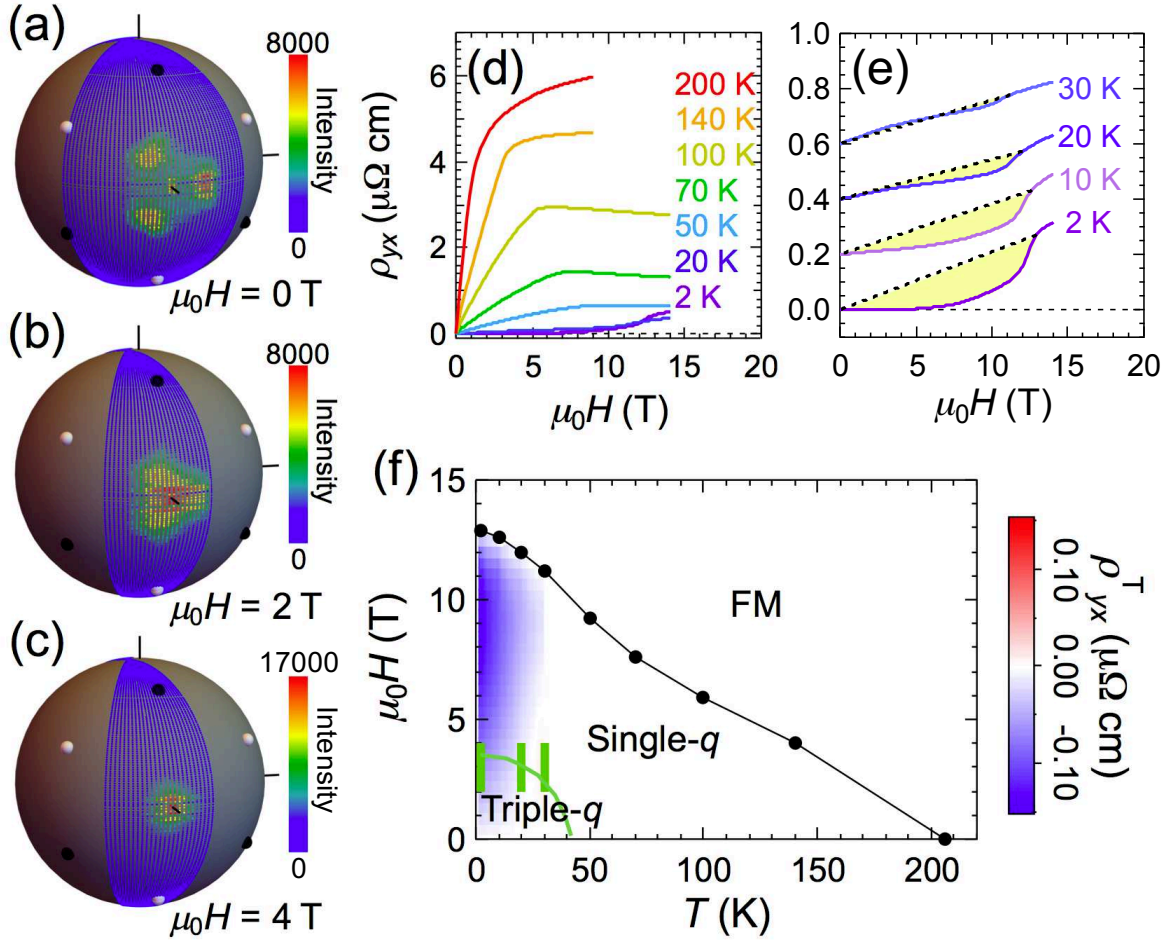 (a)
8000
Intensity
0
μ₀H = 0 T
(b)
8000
Intensity
0
μ₀H = 2 T
(c)
17000
Intensity
0
μ₀H = 4 T
(d)
6
4
2
0
ρyx (μΩ cm)
200 K
140 K
100 K
70 K
50 K
20 K
2 K
0 5 10 15 20
μ₀H (T)
(e)
1.0
0.8
0.6
0.4
0.2
0.0
30 K
20 K
10 K
2 K
0 5 10 15 20
μ₀H (T)
(f)
15
10
5
0
μ₀H (T)
FM
Single-q
Triple-q
0 50 100 150 200
T (K)
0.10
0.00
-0.10
ρᵀyx (μΩ cm)